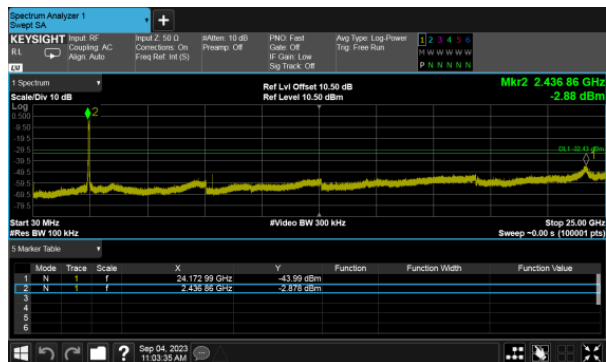 Spectrum Analyzer 1
Swept SA
+
KEYSIGHT Input: RF Input Z: 50 Ω #Atten: 10 dB PNO: Fast Avg Type: Log-Power 1 2 3 4 5 6
RL Coupling: AC Corrections: On Preamp: Off Gate: Off Trig: Free Run M W W W W W
Align: Auto Freq Ref: Int (S) IF Gain: Low P N N N N N
Sig Track: Off
1 Spectrum Ref Lvl Offset 10.50 dB Mkr2 2.436 86 GHz
Scale/Div 10 dB Ref Level 10.50 dBm -2.88 dBm
Log
0.500
2
-9.50
-19.5
DL1 -32.43 dBm
-29.5
1
-39.5
-49.5
-59.5
-69.5
-79.5
Start 30 MHz #Video BW 300 kHz Stop 25.00 GHz
#Res BW 100 kHz Sweep ~0.00 s (100001 pts)
5 Marker Table
Mode Trace Scale X Y Function Function Width Function Value
1 N 1 f 24.172 99 GHz -43.99 dBm
2 N 1 f 2.436 86 GHz -2.878 dBm
3
4
5
6
? Sep 04, 2023
11:03:35 AM